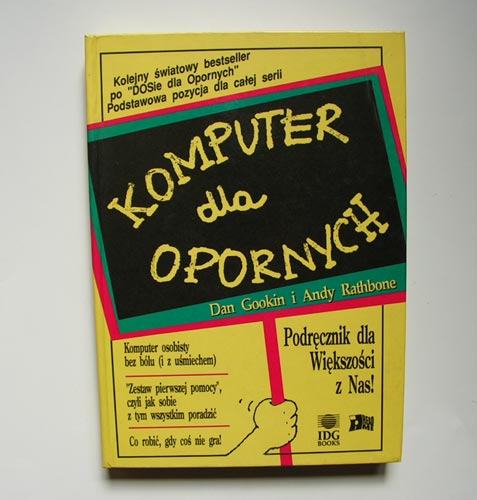 Kolejny światowy bestseller
po "DOSie dla Opornych"
Podstawowa pozycja dla całej serii
KOMPUTER
dla
OPORNYCH
Dan Gookin i Andy Rathbone
Komputer osobisty
bez bólu (i z uśmiechem)
"Zestaw pierwszej pomocy",
czyli jak sobie
z tym wszystkim poradzić
Co robić, gdy coś nie gra!
Podręcznik dla
Większości
z Nas!
IDG
BOOKS